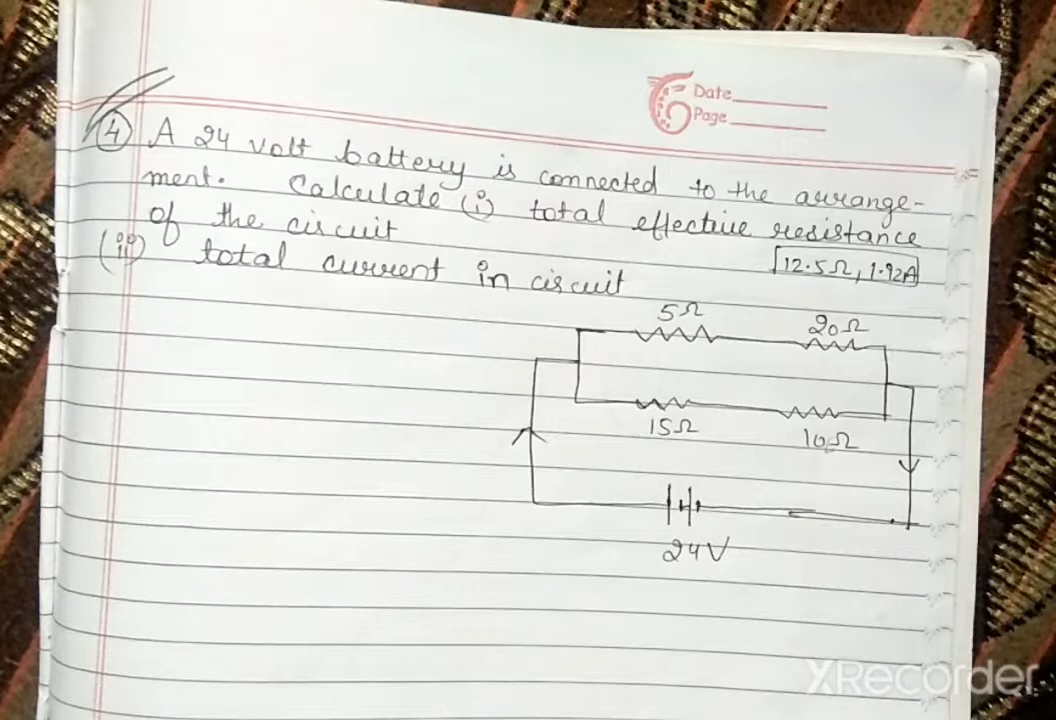 Date
Page
(4) A 24 volt battery is connected to the arrange-
ment. Calculate (i) total effective resistance
of the circuit
(ii) total current in circuit
12.5Ω, 1.92A
5Ω 20Ω
15Ω 10Ω
24V
XRecorder